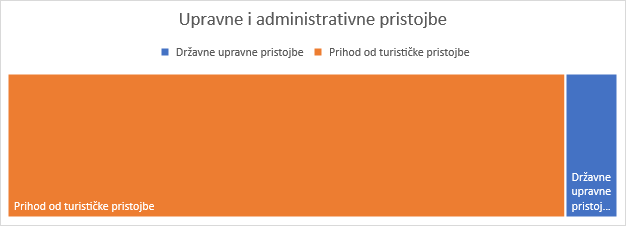 Upravne i administrativne pristojbe
Državne upravne pristojbe Prihod od turističke pristojbe
Prihod od turističke pristojbe
Državne
upravne
pristoj...